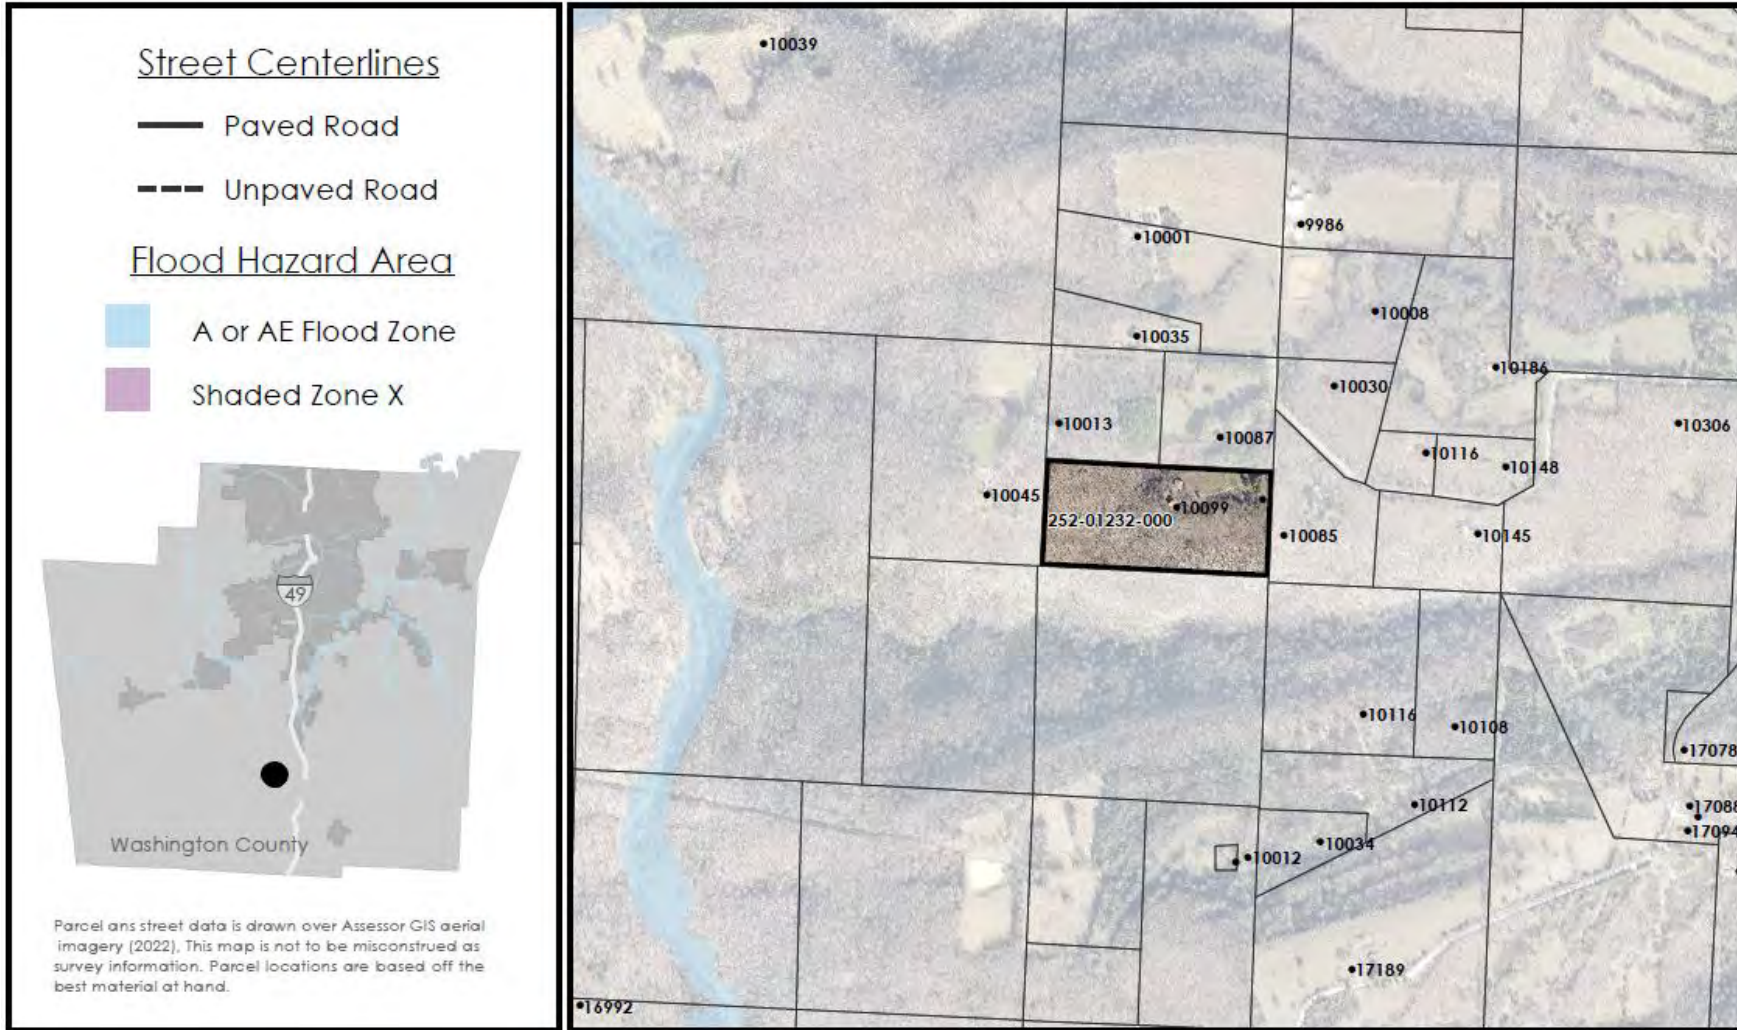 Street Centerlines
Paved Road
Unpaved Road
Flood Hazard Area
A or AE Flood Zone
Shaded Zone X
49
Washington County
Parcel ans street data is drawn over Assessor GIS aerial
imagery (2022), This map is not to be misconstrued as
survey information. Parcel locations are based off the
best material at hand.
10039
10001
9986
10008
10035
10186
10030
10013
10087
10306
10116
10148
10045
10099
252-01232-000
10085
10145
10116
10108
17078
10112
17088
17094
10034
10012
17189
16992